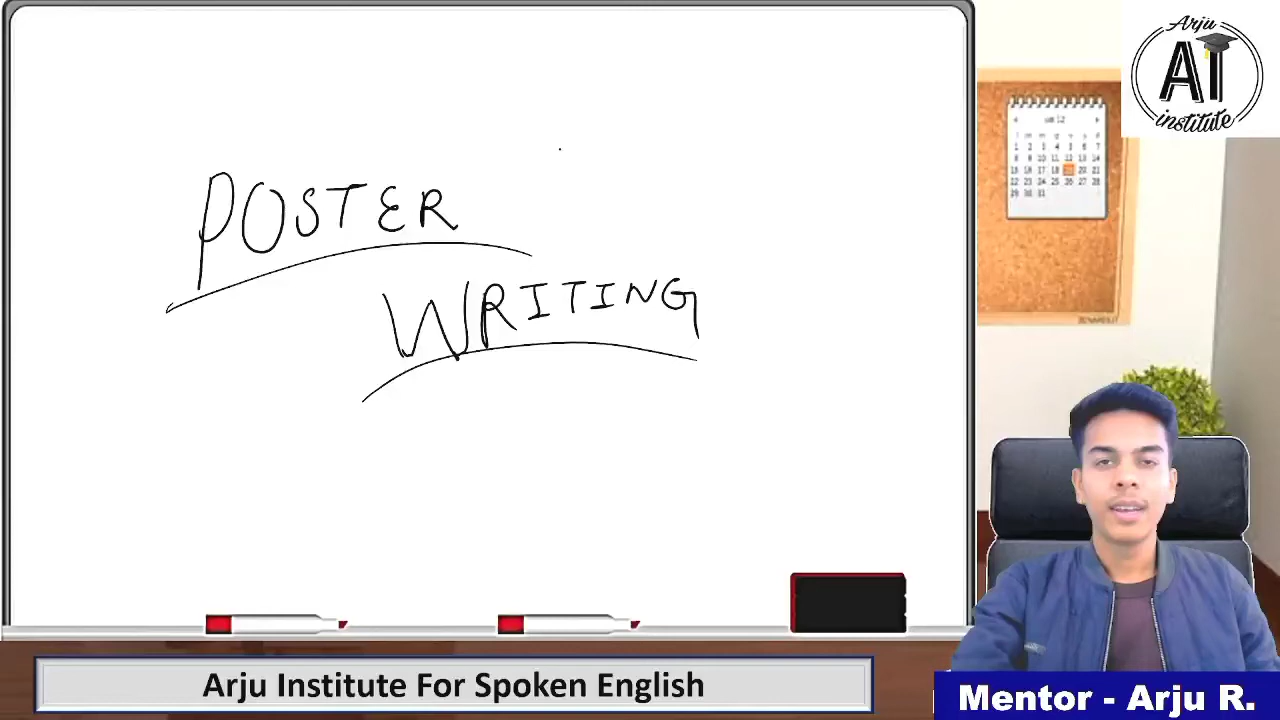 POSTER
WRITING
Arju
AI
institute
Arju Institute For Spoken English
Mentor - Arju R.